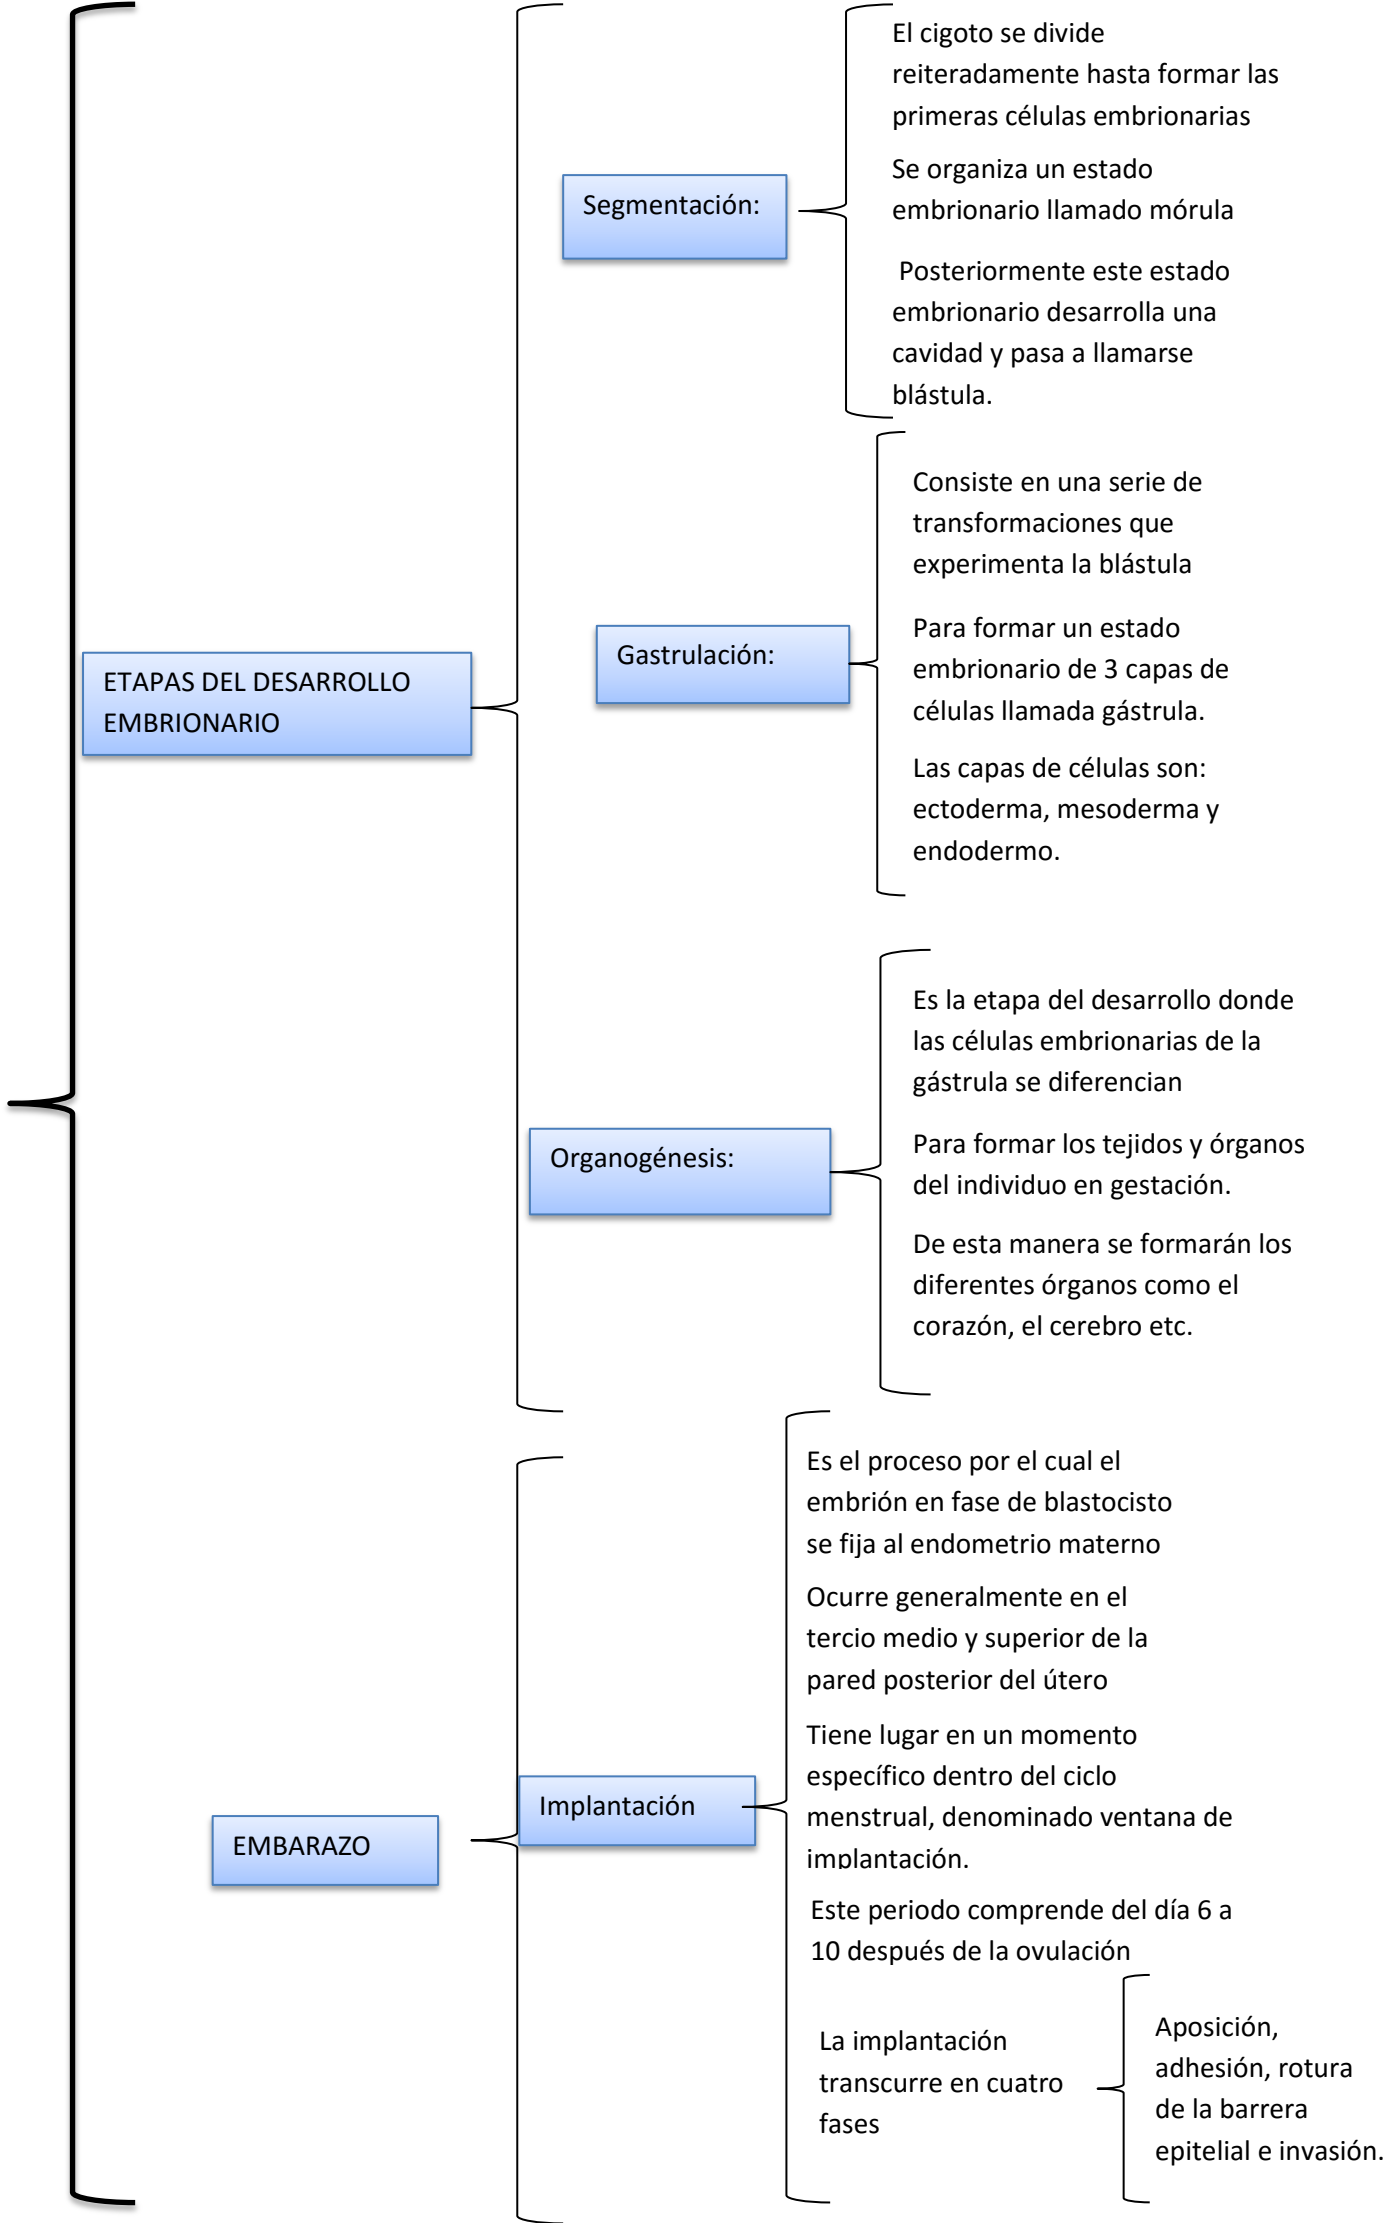 ETAPAS DEL DESARROLLO
EMBRIONARIO
Segmentación:
El cigoto se divide
reiteradamente hasta formar las
primeras células embrionarias
Se organiza un estado
embrionario llamado mórula
Posteriormente este estado
embrionario desarrolla una
cavidad y pasa a llamarse
blástula.
Gastrulación:
Consiste en una serie de
transformaciones que
experimenta la blástula
Para formar un estado
embrionario de 3 capas de
células llamada gástrula.
Las capas de células son:
ectoderma, mesoderma y
endodermo.
Organogénesis:
Es la etapa del desarrollo donde
las células embrionarias de la
gástrula se diferencian
Para formar los tejidos y órganos
del individuo en gestación.
De esta manera se formarán los
diferentes órganos como el
corazón, el cerebro etc.
EMBARAZO
Implantación
Es el proceso por el cual el
embrión en fase de blastocisto
se fija al endometrio materno
Ocurre generalmente en el
tercio medio y superior de la
pared posterior del útero
Tiene lugar en un momento
específico dentro del ciclo
menstrual, denominado ventana de
implantación.
Este periodo comprende del día 6 a
10 después de la ovulación
La implantación
transcurre en cuatro
fases
Aposición,
adhesión, rotura
de la barrera
epitelial e invasión.